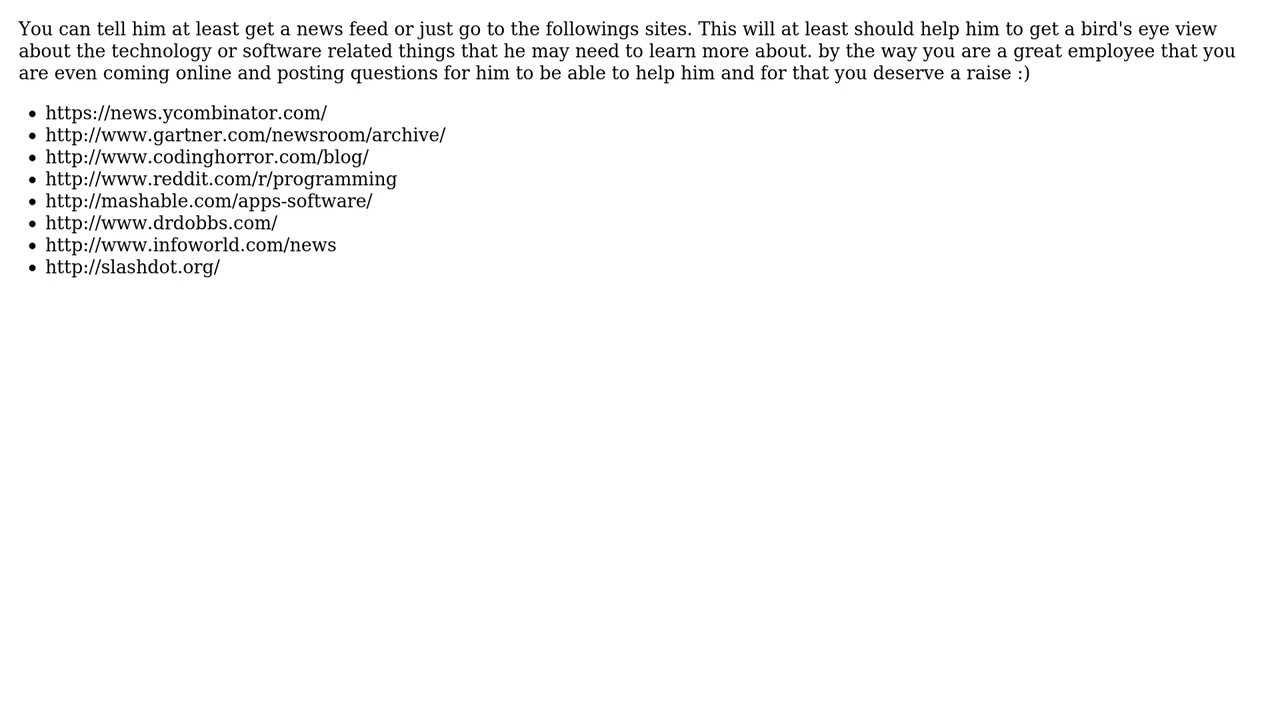 You can tell him at least get a news feed or just go to the followings sites. This will at least should help him to get a bird's eye view
about the technology or software related things that he may need to learn more about. by the way you are a great employee that you
are even coming online and posting questions for him to be able to help him and for that you deserve a raise :)
• https://news.ycombinator.com/
• http://www.gartner.com/newsroom/archive/
• http://www.codinghorror.com/blog/
• http://www.reddit.com/r/programming
• http://mashable.com/apps-software/
• http://www.drdobbs.com/
• http://www.infoworld.com/news
• http://slashdot.org/